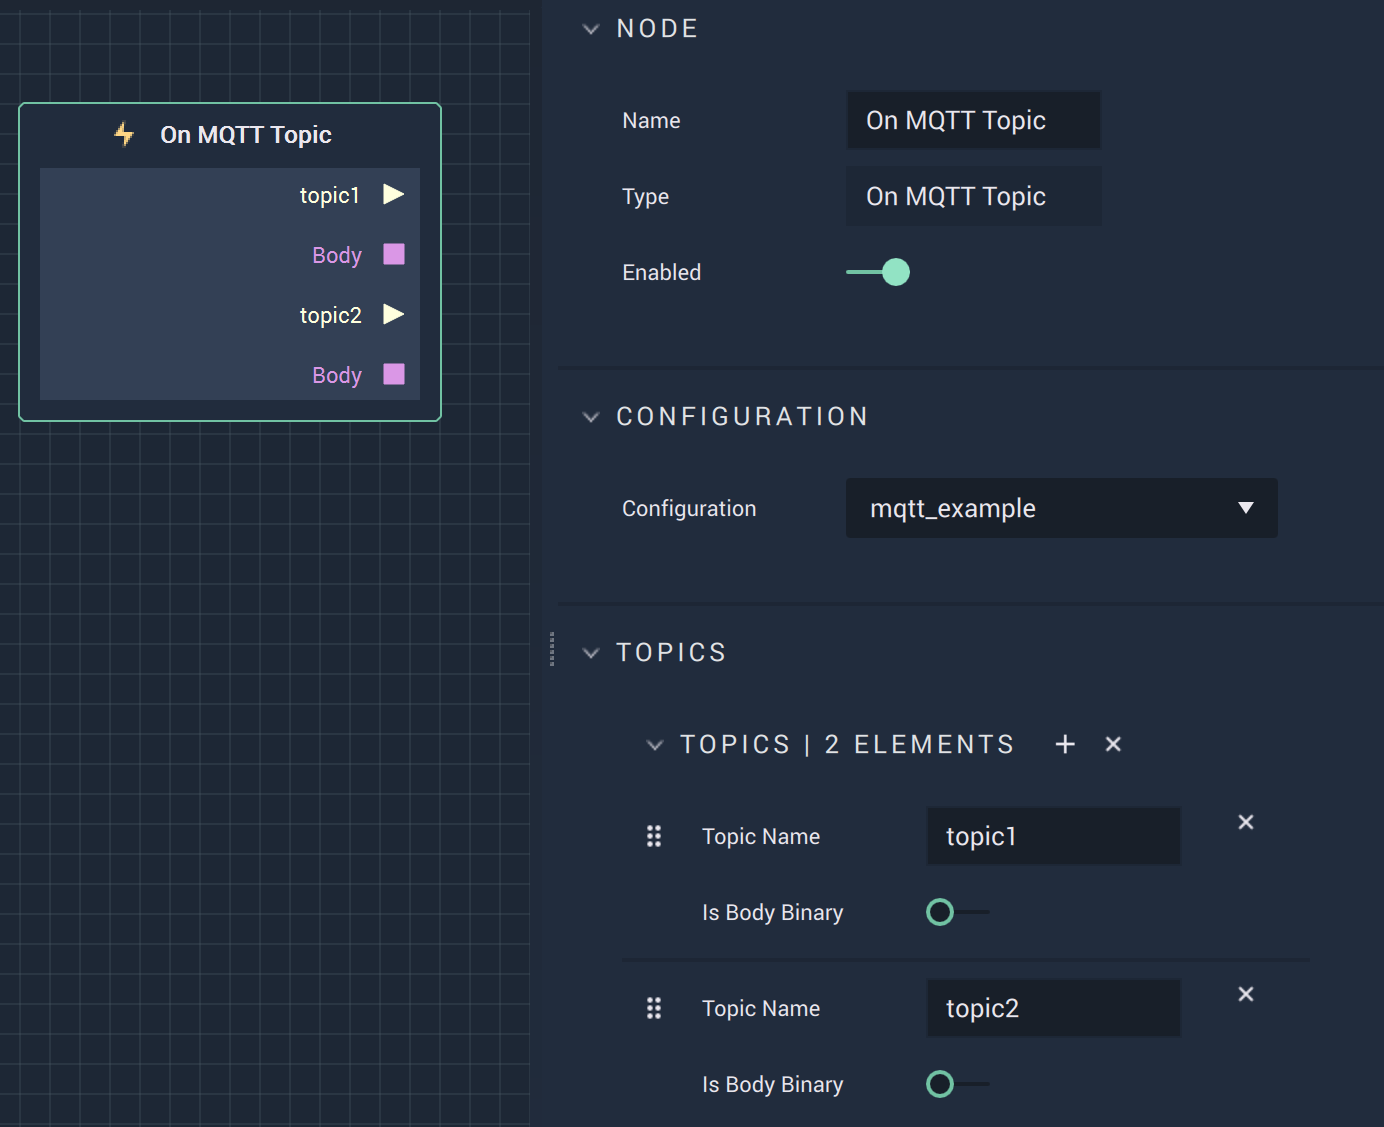 On MQTT Topic
topic1
Body
topic2
Body
NODE
Name On MQTT Topic
Type On MQTT Topic
Enabled
CONFIGURATION
Configuration mqtt_example
TOPICS
TOPICS | 2 ELEMENTS
Topic Name topic1
Is Body Binary
Topic Name topic2
Is Body Binary